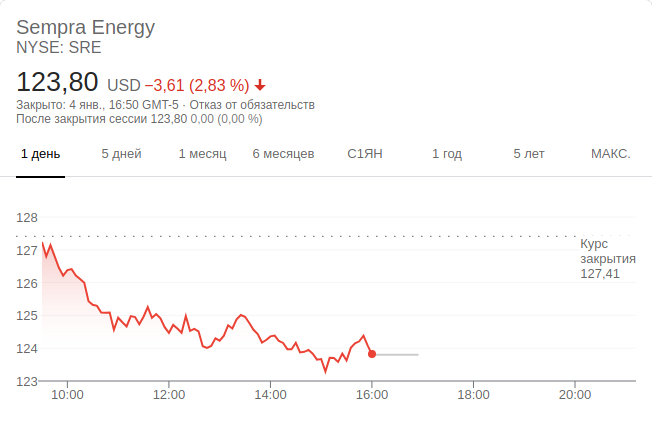 Sempra Energy
NYSE: SRE
123,80 USD −3,61 (2,83 %)
Закрыто: 4 янв., 16:50 GMT-5 · Отказ от обязательств
После закрытия сессии 123,80 0,00 (0,00 %)
1 день 5 дней 1 месяц 6 месяцев С1ЯН 1 год 5 лет МАКС.
128
127
126
125
124
123
Курс
закрытия
127,41
10:00 12:00 14:00 16:00 18:00 20:00